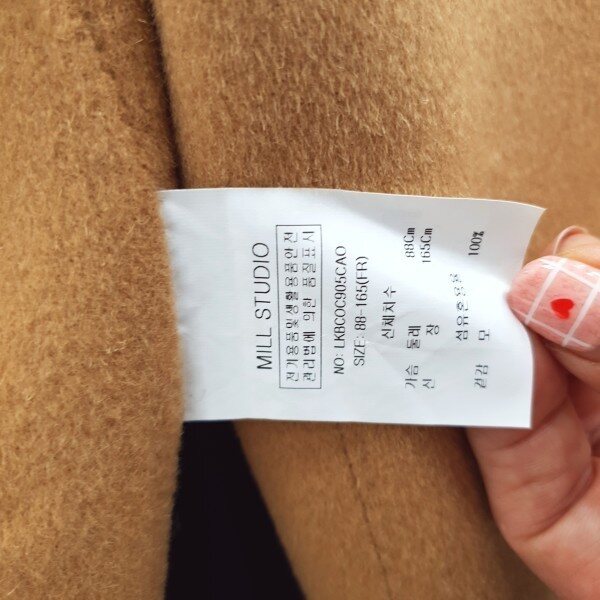 MILL STUDIO
전기용품및생활용품안전
관리법에 의한 품질표시
NO: LKBCOC905CAO
SIZE: 88-165(FR)
신체치수
가슴 둘레 88Cm
신 장 165Cm
섬유혼용율
겉감 모 100%